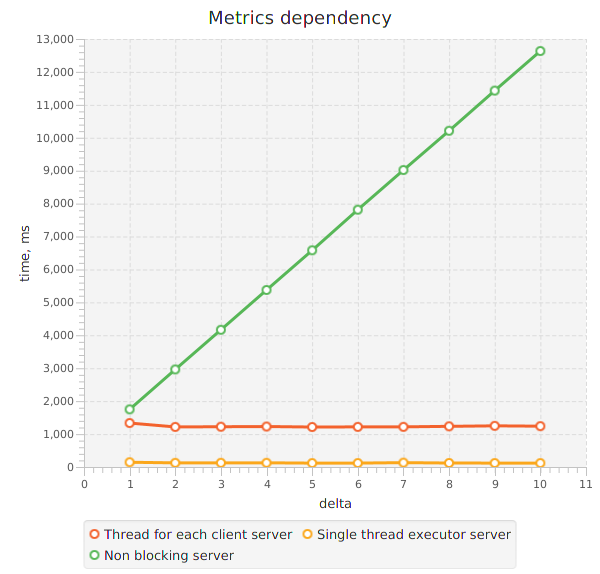 Metrics dependency
13,000
12,000
11,000
10,000
9,000
8,000
7,000
6,000
5,000
4,000
3,000
2,000
1,000
0
time, ms
0 1 2 3 4 5 6 7 8 9 10 11
delta
Thread for each client server Single thread executor server
Non blocking server